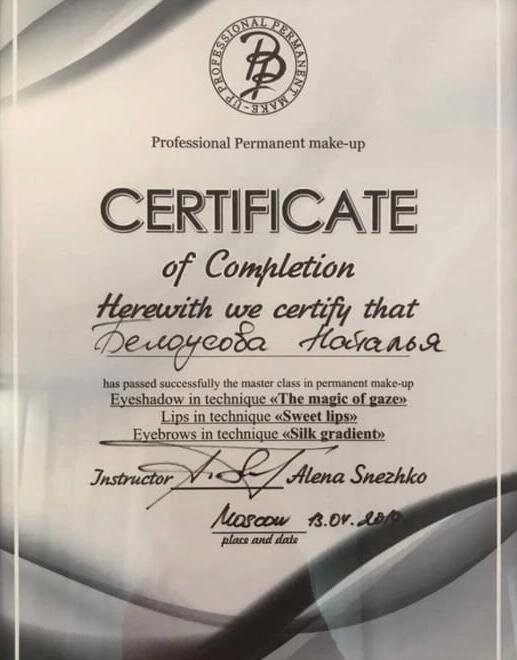 PROFESSIONAL PERMANENT MAKE-UP
Professional Permanent make-up
CERTIFICATE
of Completion
Herewith we certify that
Белоусова Наталья
has passed successfully the master class in permanent make-up
Eyeshadow in technique «The magic of gaze»
Lips in technique «Sweet lips»
Eyebrows in technique «Silk gradient»
Instructor Alena Snezhko
Moscow
place and date